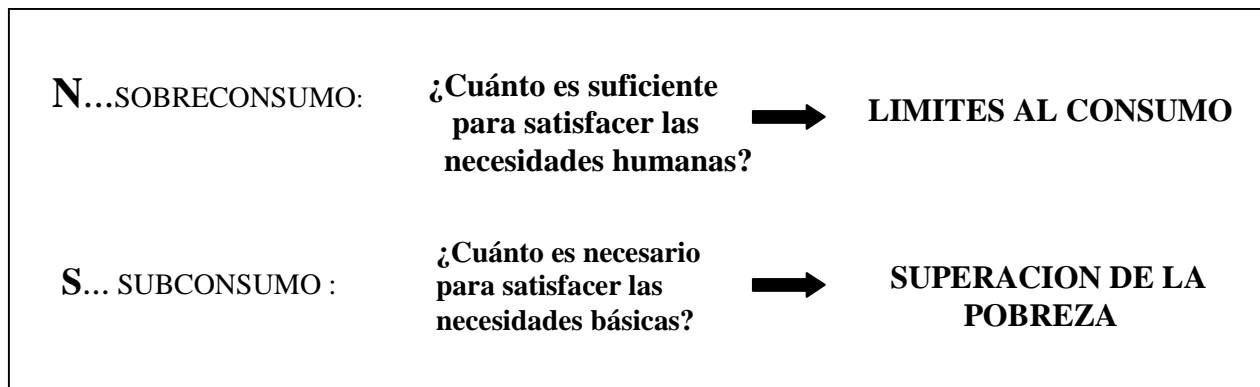 N…SOBRECONSUMO:
¿Cuánto es suficiente
para satisfacer las
necesidades humanas?
LIMITES AL CONSUMO
S… SUBCONSUMO :
¿Cuánto es necesario
para satisfacer las
necesidades básicas?
SUPERACION DE LA
POBREZA